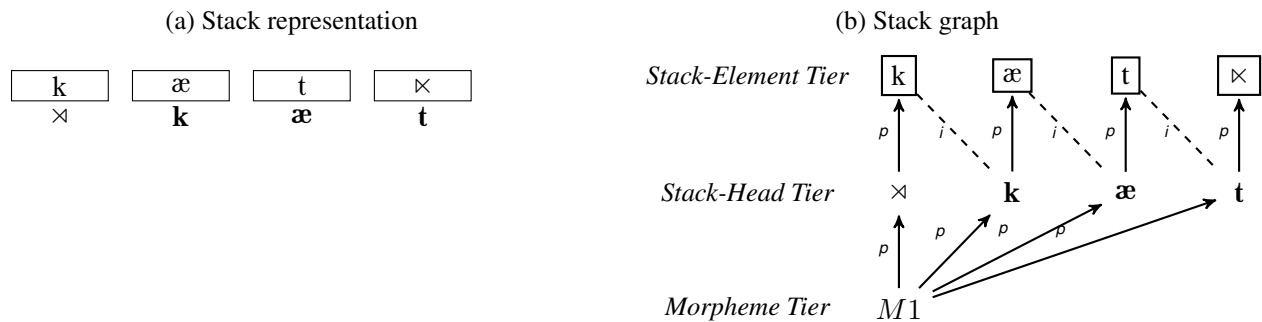 (a) Stack representation
k æ t ⋉
⋊ k æ t
(b) Stack graph
Stack-Element Tier k æ t ⋉
p i p i p i p
Stack-Head Tier ⋊ k æ t
p p p p
Morpheme Tier M1